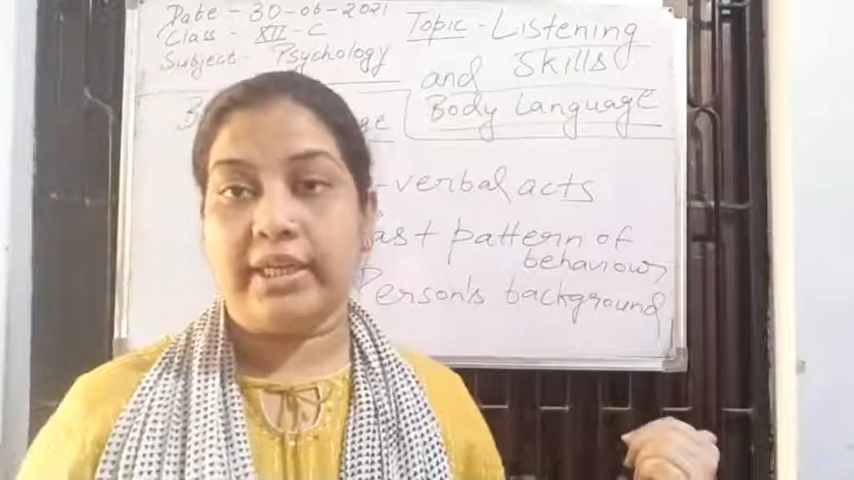 Date - 30-06-2021
Class - XII - C
Subject - Psychology
Topic - Listening
and Skills
Body Language
-verbal acts
past pattern of
behaviour
Person's background